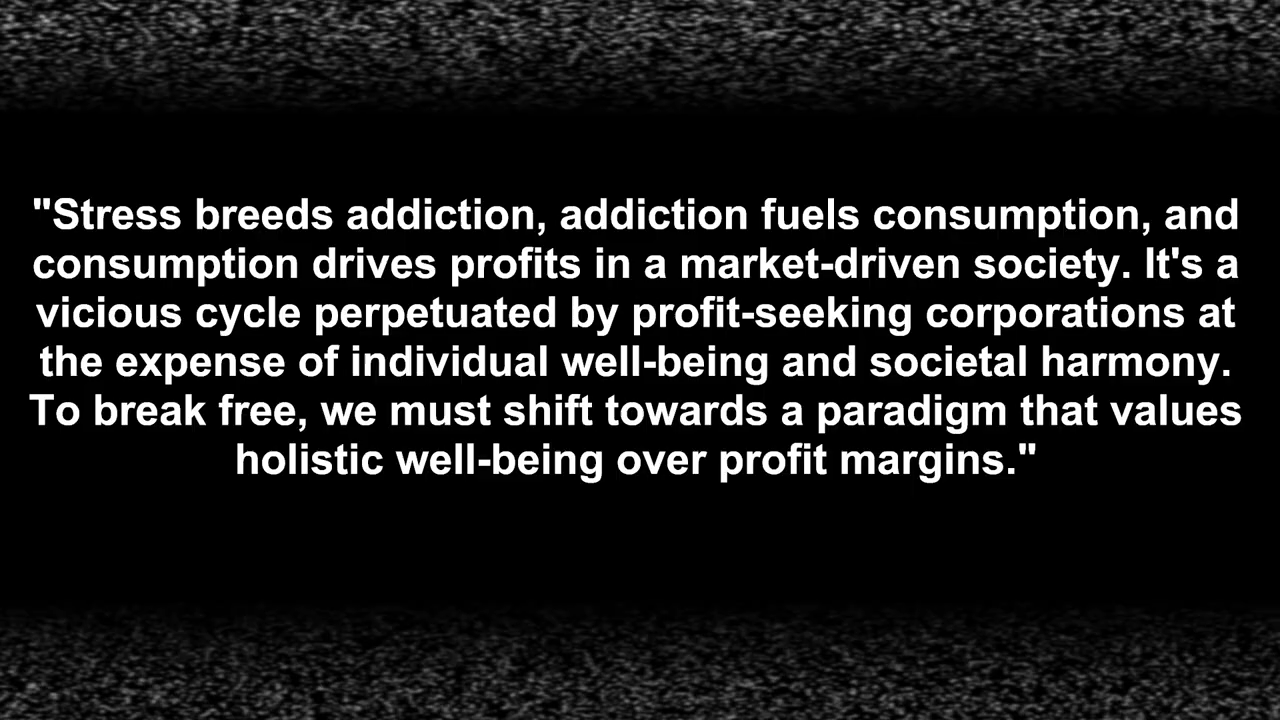 "Stress breeds addiction, addiction fuels consumption, and
consumption drives profits in a market-driven society. It's a
vicious cycle perpetuated by profit-seeking corporations at
the expense of individual well-being and societal harmony.
To break free, we must shift towards a paradigm that values
holistic well-being over profit margins."